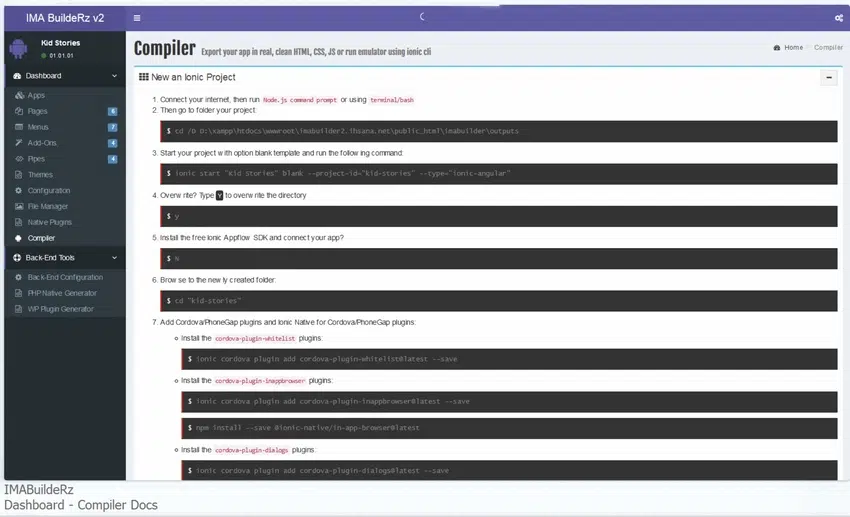 IMA BuildeRz v2
Kid Stories
01.01.01
Dashboard
Apps
Pages 6
Menus 7
Add-Ons 4
Pipes 4
Themes
Configuration
File Manager
Native Plugins
Compiler
Back-End Tools
Back-End Configuration
PHP Native Generator
WP Plugin Generator
Compiler Export your app in real, clean HTML, CSS, JS or run emulator using ionic cli
Home Compiler
New an Ionic Project
1. Connect your internet, then run Node.js command prompt or using terminal/bash
2. Then go to folder your project:
$ cd /D D:\xampp\htdocs\wwwroot\imabuilder2.ihsana.net\public_html\imabuilder\outputs
3. Start your project with option blank template and run the following command:
$ ionic start "Kid Stories" blank --project-id="kid-stories" --type="ionic-angular"
4. Overwrite? Type Y to overwrite the directory
$ y
5. Install the free Ionic Appflow SDK and connect your app?
$ N
6. Browse to the newly created folder:
$ cd "kid-stories"
7. Add Cordova/PhoneGap plugins and Ionic Native for Cordova/PhoneGap plugins:
Install the cordova-plugin-whitelist plugins:
$ ionic cordova plugin add cordova-plugin-whitelist@latest --save
Install the cordova-plugin-inappbrowser plugins:
$ ionic cordova plugin add cordova-plugin-inappbrowser@latest --save
$ npm install --save @ionic-native/in-app-browser@latest
Install the cordova-plugin-dialogs plugins:
$ ionic cordova plugin add cordova-plugin-dialogs@latest --save
IMABuildeRz
Dashboard - Compiler Docs